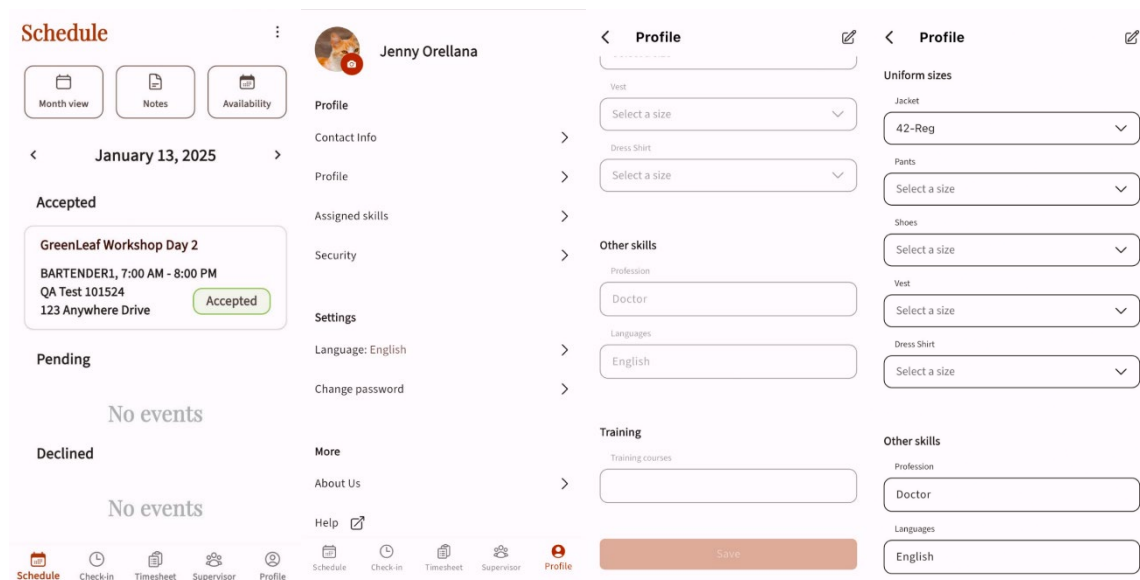 Schedule
Month view
Notes
Availability
January 13, 2025
Accepted
GreenLeaf Workshop Day 2
BARTENDER1, 7:00 AM - 8:00 PM
QA Test 101524
123 Anywhere Drive
Accepted
Pending
No events
Declined
No events
Schedule
Check-in
Timesheet
Supervisor
Profile
Jenny Orellana
Profile
Contact Info
Profile
Assigned skills
Security
Settings
Language: English
Change password
More
About Us
Help
Schedule
Check-in
Timesheet
Supervisor
Profile
Profile
Vest
Select a size
Dress Shirt
Select a size
Other skills
Profession
Doctor
Languages
English
Training
Training courses
Save
Profile
Uniform sizes
Jacket
42-Reg
Pants
Select a size
Shoes
Select a size
Vest
Select a size
Dress Shirt
Select a size
Other skills
Profession
Doctor
Languages
English